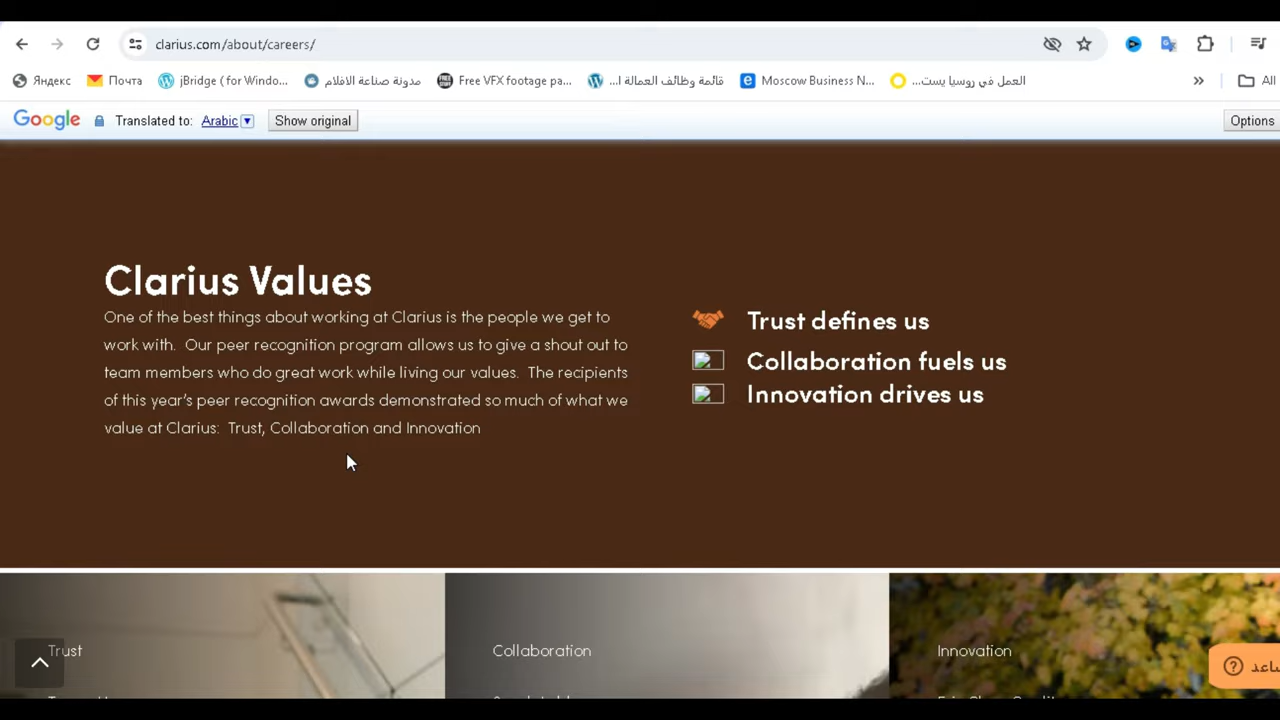 clarius.com/about/careers/
Яндекс
Почта
jBridge (for Windo...
مدونة صناعة الافلام
Free VFX footage pa...
قائمة وظائف العمالة ا...
Moscow Business N...
العمل في روسيا يست...
»
All
Google
Translated to: Arabic
Show original
Options
Clarius Values
One of the best things about working at Clarius is the people we get to
work with. Our peer recognition program allows us to give a shout out to
team members who do great work while living our values. The recipients
of this year's peer recognition awards demonstrated so much of what we
value at Clarius: Trust, Collaboration and Innovation
Trust defines us
Collaboration fuels us
Innovation drives us
Trust
Collaboration
Innovation